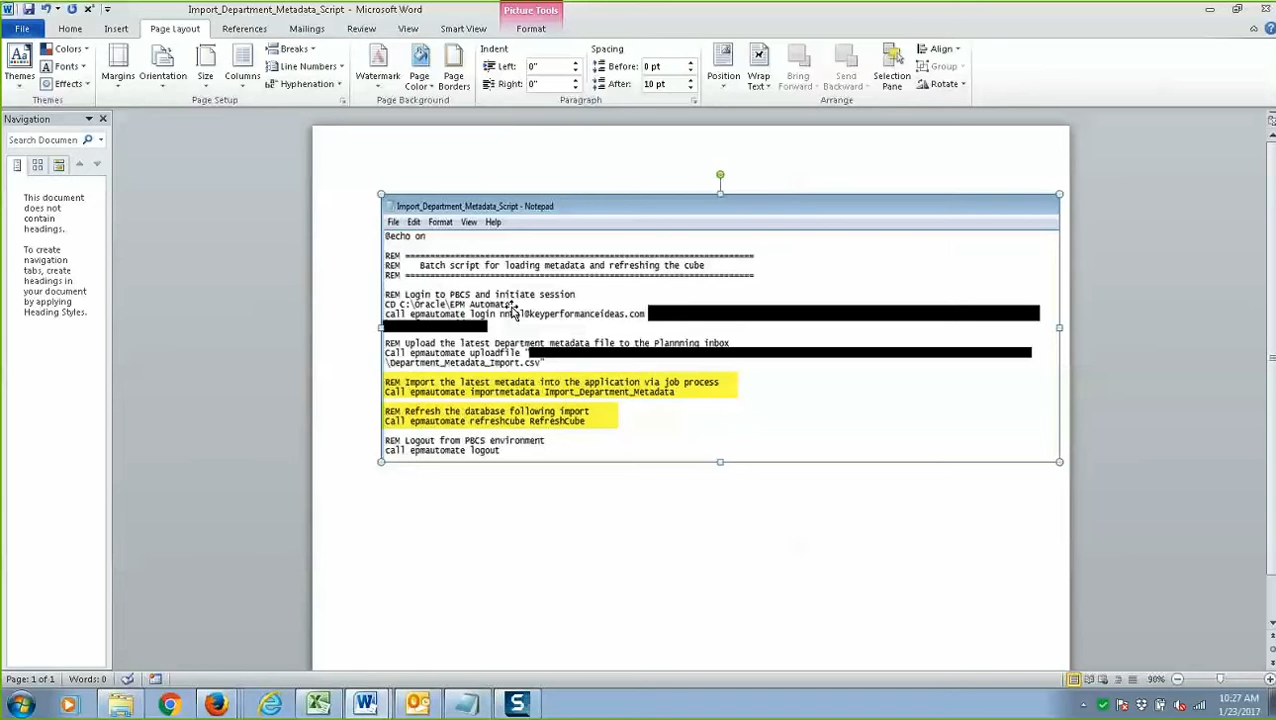 Import_Department_Metadata_Script - Microsoft Word
Picture Tools
File Home Insert Page Layout References Mailings Review View Smart View Format
Themes
Colors
Fonts
Effects
Themes
Margins Orientation Size Columns
Breaks
Line Numbers
Hyphenation
Page Setup
Watermark Page Color Page Borders
Page Background
Indent
Left: 0"
Right: 0"
Spacing
Before: 0 pt
After: 10 pt
Paragraph
Position Wrap Text Bring Forward Send Backward Selection Pane
Align
Group
Rotate
Arrange
Navigation
Search Documen
This
document
does not
contain
headings.
To create
navigation
tabs, create
headings in
your document
by applying
Heading Styles.
Import_Department_Metadata_Script - Notepad
File Edit Format View Help
@echo on
REM ==========================================================
REM Batch script for loading metadata and refreshing the cube
REM ==========================================================
REM Login to PBCS and initiate session
CD C:\Oracle\EPM
call epmautomate login
REM Upload the latest Department metadata file to the Plannning inbox
Call epmautomate uploadfile "
\Department_Metadata_Import.csv"
REM Import the latest metadata into the application via job process
Call epmautomate importmetadata Import_Department_Metadata
REM Refresh the database following import
Call epmautomate refreshcube RefreshCube
REM Logout from PBCS environment
call epmautomate logout
Page: 1 of 1 Words: 0
90%
10:27 AM
1/23/2017